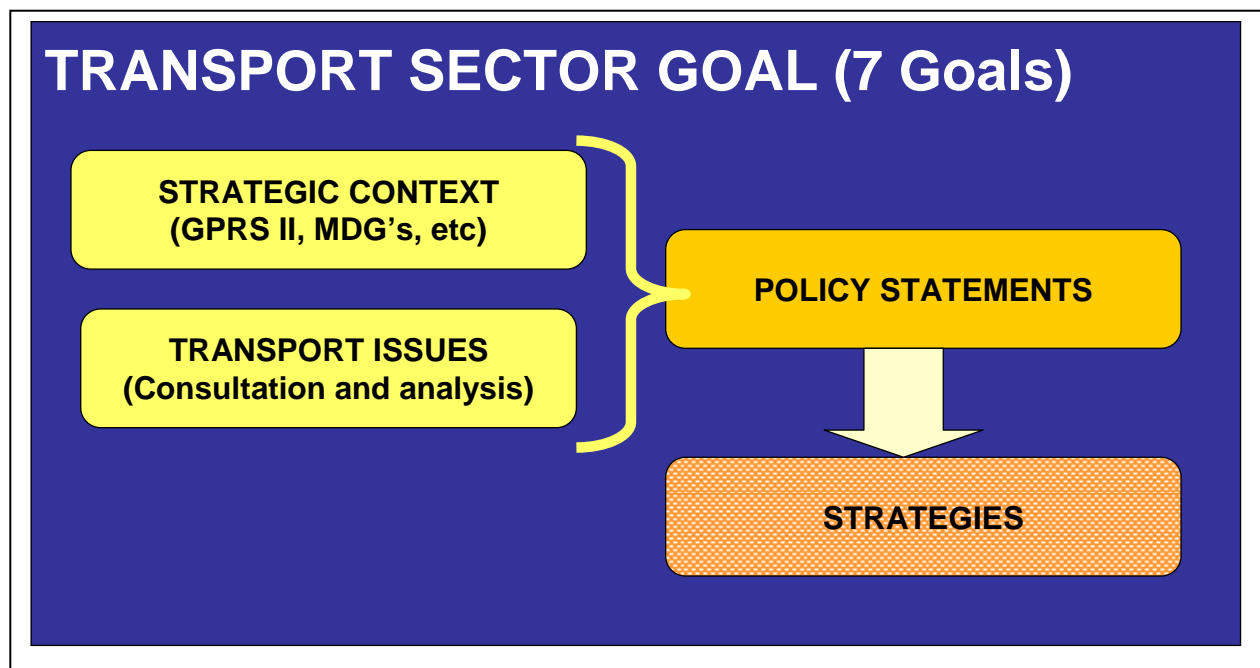 TRANSPORT SECTOR GOAL (7 Goals)
STRATEGIC CONTEXT
(GPRS II, MDG’s, etc)
TRANSPORT ISSUES
(Consultation and analysis)
POLICY STATEMENTS
STRATEGIES